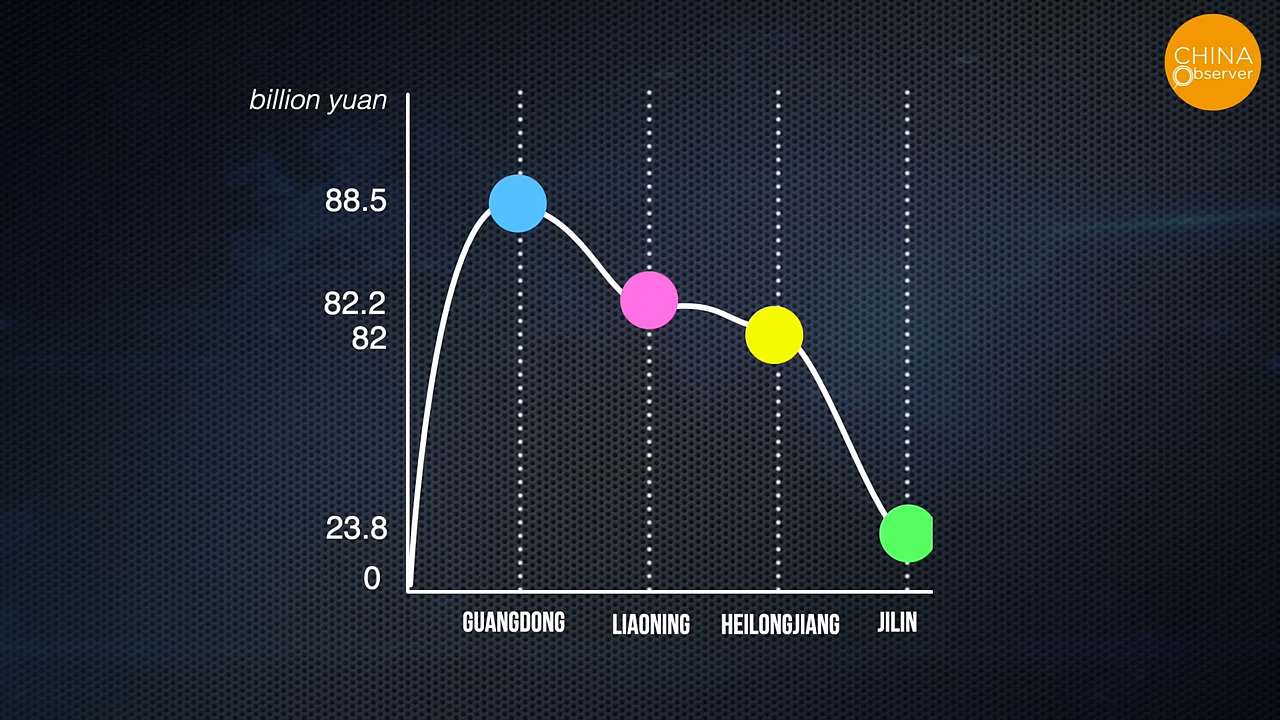 CHINA
Observer
billion yuan
88.5
82.2
82
23.8
0
GUANGDONG
LIAONING
HEILONGJIANG
JILIN